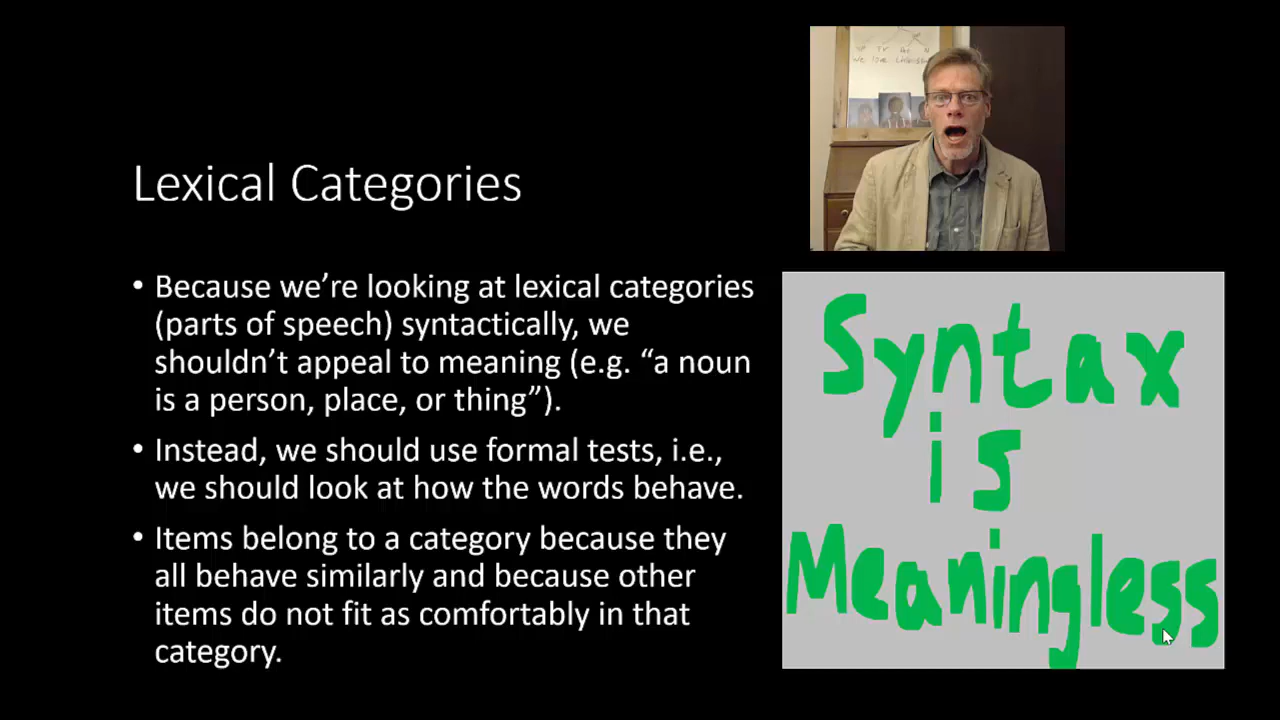 Lexical Categories
• Because we're looking at lexical categories
(parts of speech) syntactically, we
shouldn't appeal to meaning (e.g. “a noun
is a person, place, or thing”).
• Instead, we should use formal tests, i.e.,
we should look at how the words behave.
• Items belong to a category because they
all behave similarly and because other
items do not fit as comfortably in that
category.
We love
Syntax
is
Meaningless